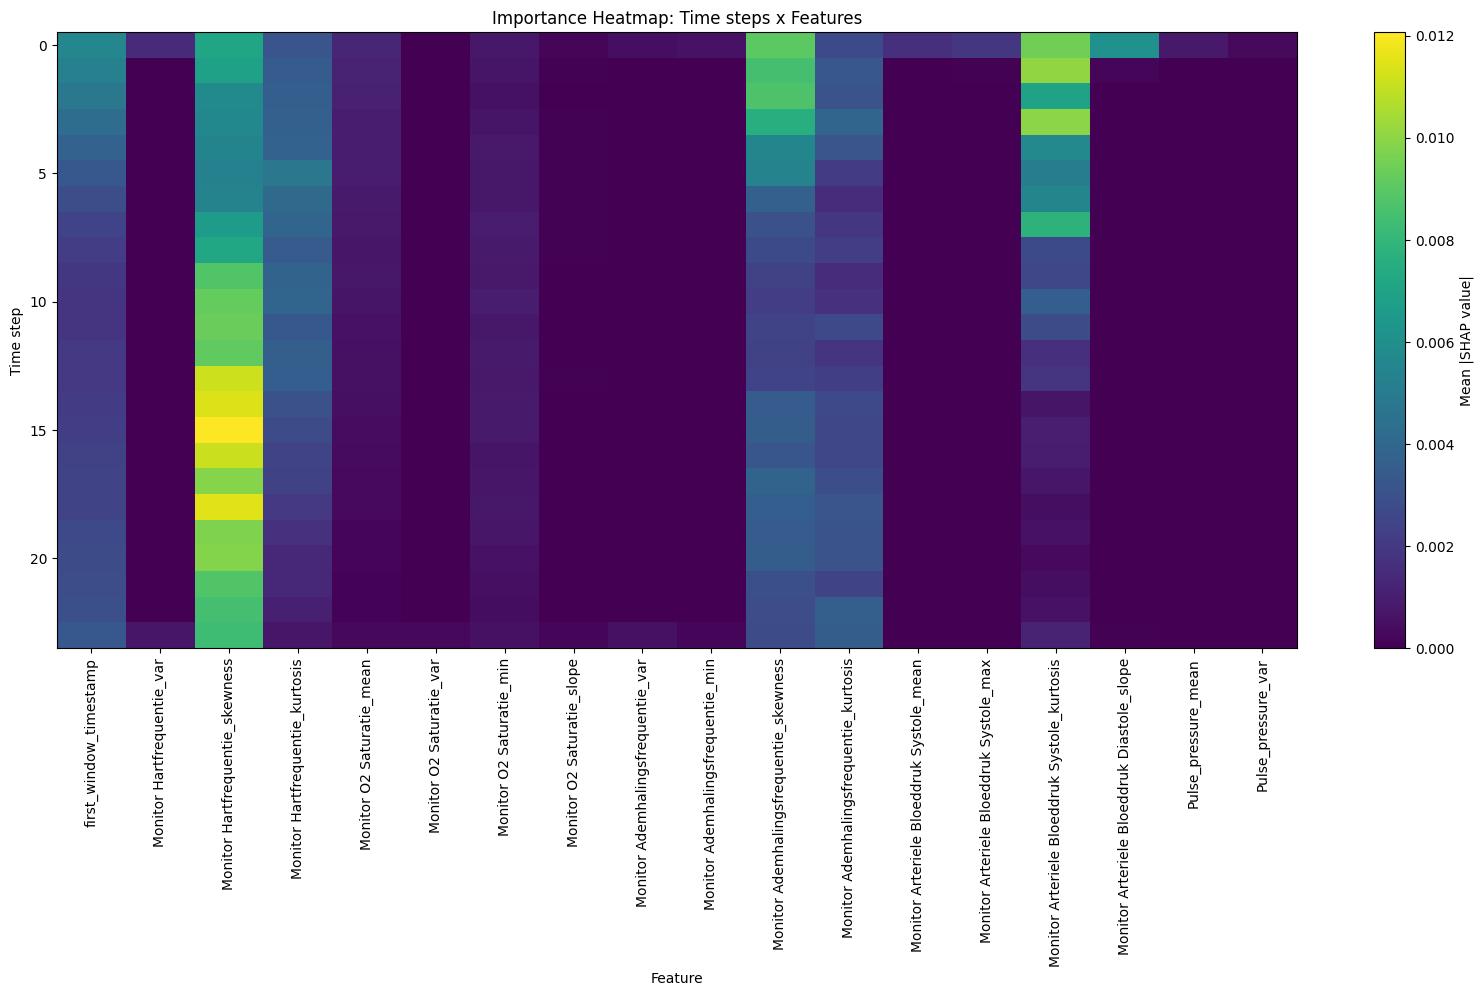 Importance Heatmap: Time steps x Features
Time step
0
5
10
15
20
first_window_timestamp
Monitor Hartfrequentie_var
Monitor Hartfrequentie_skewness
Monitor Hartfrequentie_kurtosis
Monitor O2 Saturatie_mean
Monitor O2 Saturatie_var
Monitor O2 Saturatie_min
Monitor O2 Saturatie_slope
Monitor Ademhalingsfrequentie_var
Monitor Ademhalingsfrequentie_min
Monitor Ademhalingsfrequentie_skewness
Monitor Ademhalingsfrequentie_kurtosis
Monitor Arteriele Bloeddruk Systole_mean
Monitor Arteriele Bloeddruk Systole_max
Monitor Arteriele Bloeddruk Systole_kurtosis
Monitor Arteriele Bloeddruk Diastole_slope
Pulse_pressure_mean
Pulse_pressure_var
Feature
0.012
0.010
0.008
0.006
0.004
0.002
0.000
Mean |SHAP value|